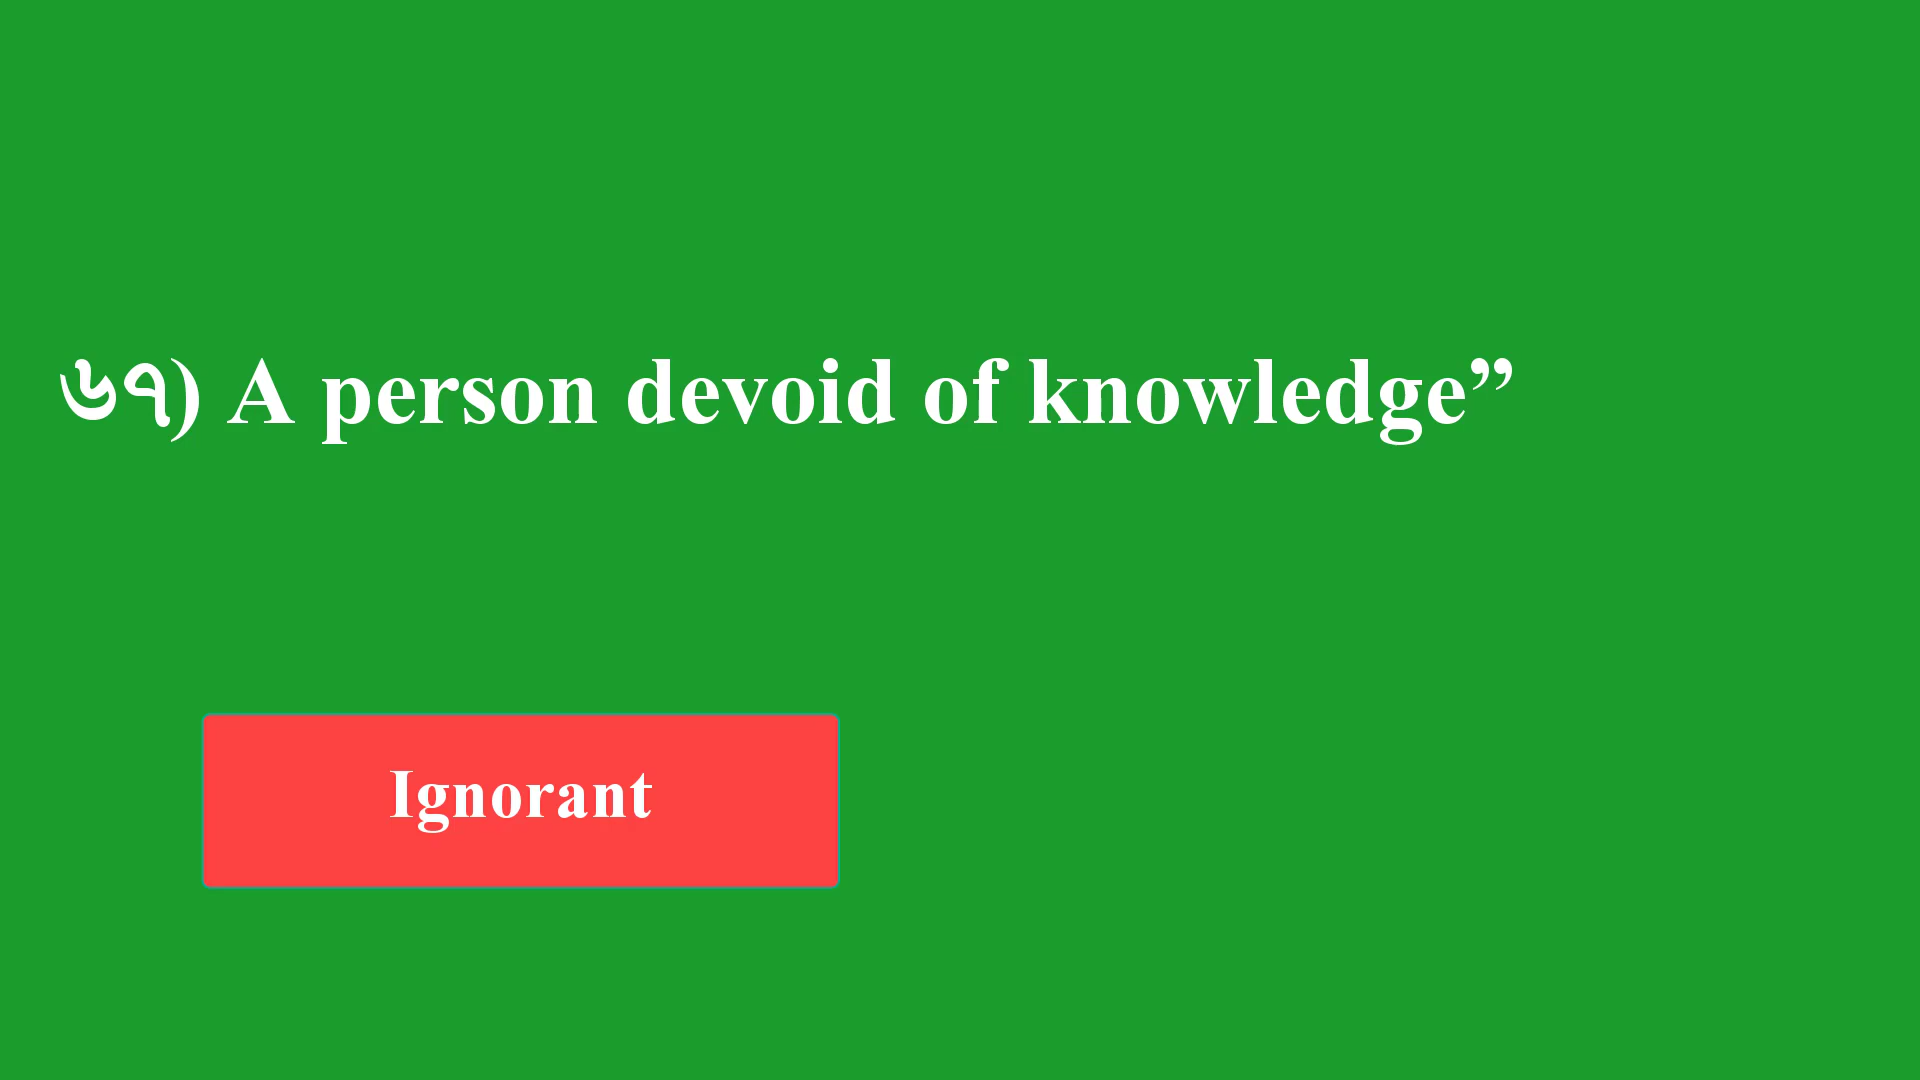 ৬৭) A person devoid of knowledge”
Ignorant